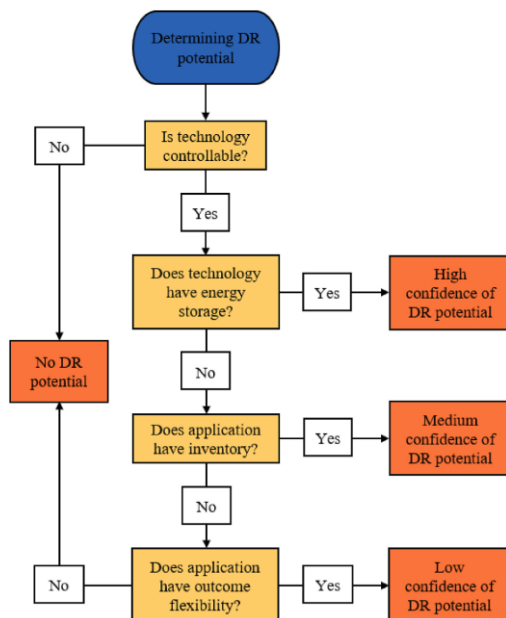 Determining DR
potential
No
Is technology
controllable?
Yes
Does technology
have energy
storage?
Yes
High
confidence of
DR potential
No DR
potential
No
Does application
have inventory?
Yes
Medium
confidence of
DR potential
No
No
Does application
have outcome
flexibility?
Yes
Low
confidence of
DR potential